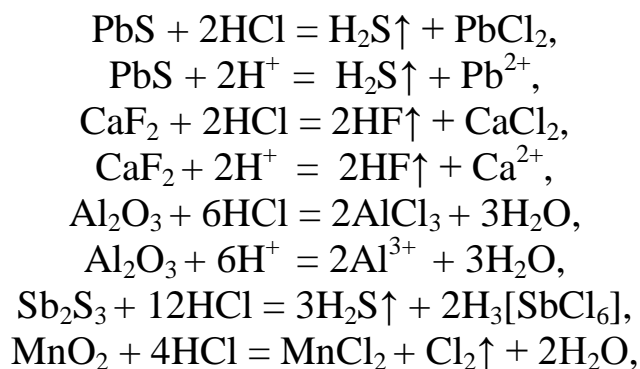 PbS + 2HCl = H₂S↑ + PbCl₂,
PbS + 2H⁺ = H₂S↑ + Pb²⁺,
CaF₂ + 2HCl = 2HF↑ + CaCl₂,
CaF₂ + 2H⁺ = 2HF↑ + Ca²⁺,
Al₂O₃ + 6HCl = 2AlCl₃ + 3H₂O,
Al₂O₃ + 6H⁺ = 2Al³⁺ + 3H₂O,
Sb₂S₃ + 12HCl = 3H₂S↑ + 2H₃[SbCl₆],
MnO₂ + 4HCl = MnCl₂ + Cl₂↑ + 2H₂O,